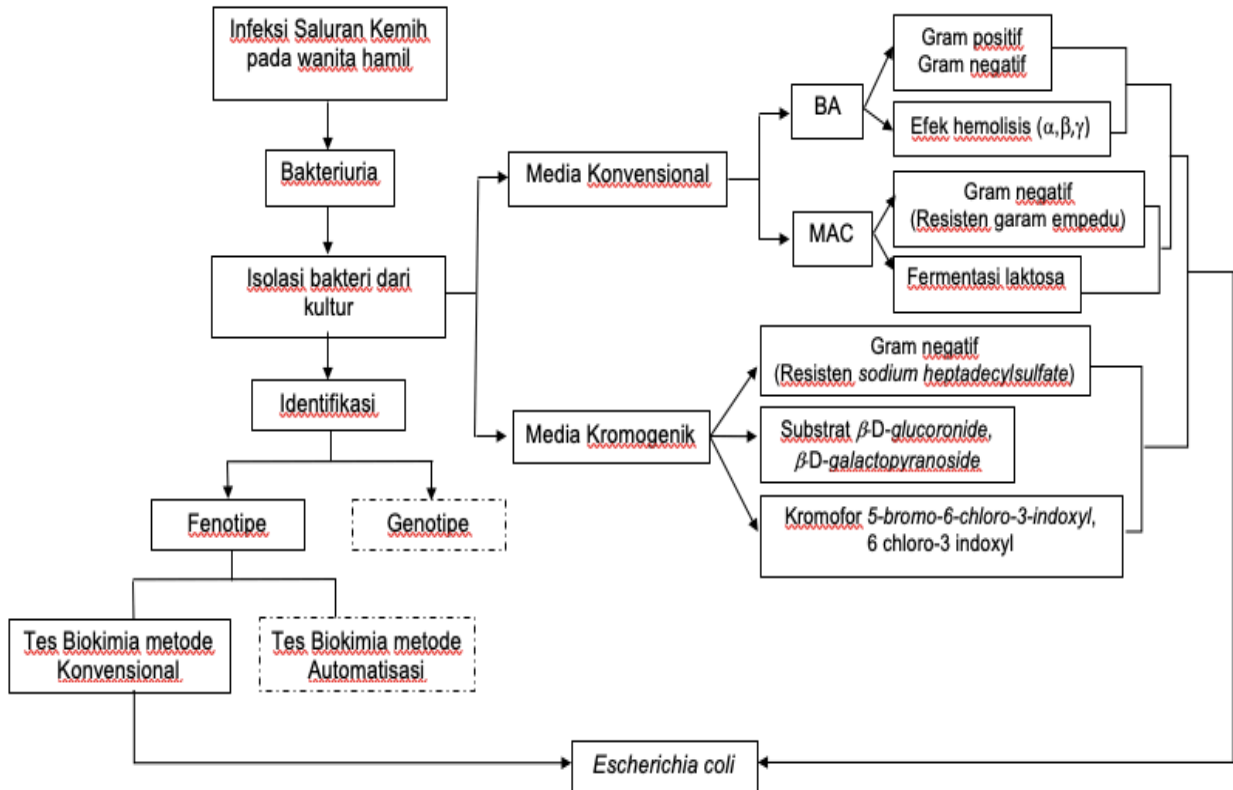 Infeksi Saluran Kemih
pada wanita hamil
Bakteriuria
Isolasi bakteri dari
kultur
Identifikasi
Fenotipe
Genotipe
Tes Biokimia metode
Konvensional
Tes Biokimia metode
Automatisasi
Media Konvensional
BA
Gram positif
Gram negatif
Efek hemolisis (α,β,γ)
MAC
Gram negatif
(Resisten garam empedu)
Fermentasi laktosa
Media Kromogenik
Gram negatif
(Resisten sodium heptadecylsulfate)
Substrat β-D-glucoronide,
β-D-galactopyranoside
Kromofor 5-bromo-6-chloro-3-indoxyl,
6 chloro-3 indoxyl
Escherichia coli